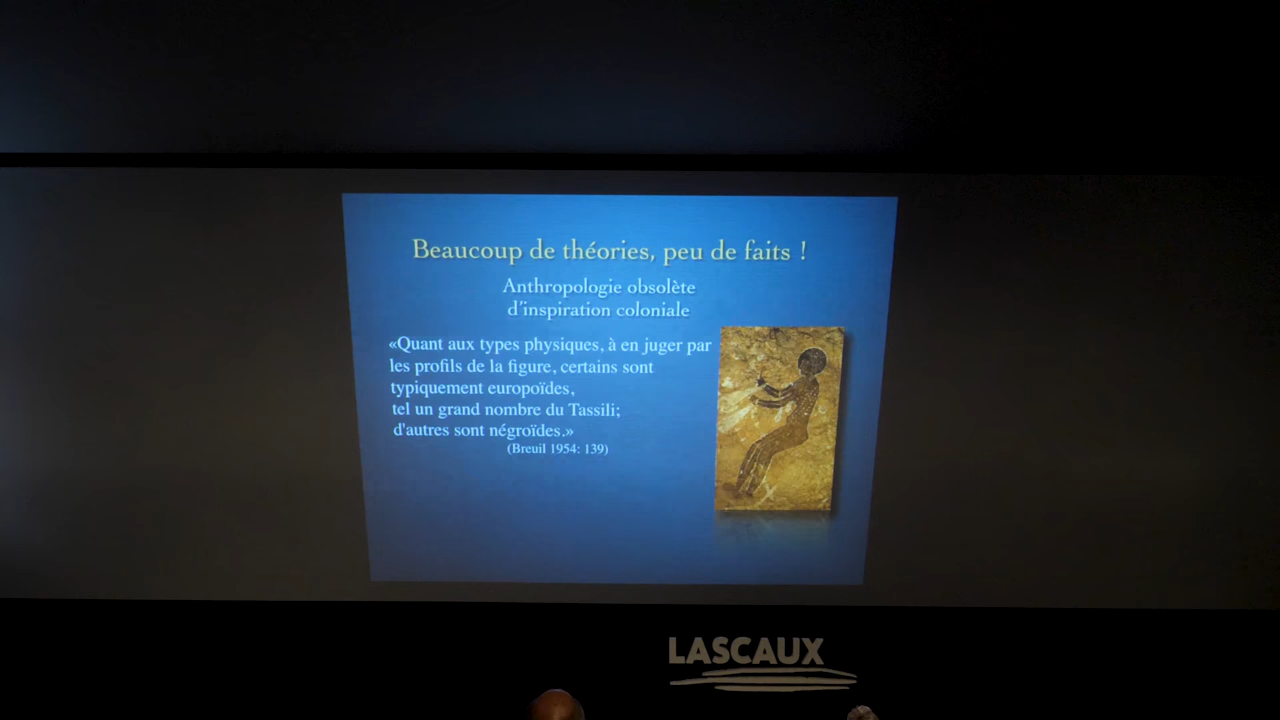 Beaucoup de théories, peu de faits !
Anthropologie obsolète
d'inspiration coloniale
«Quant aux types physiques, à en juger par
les profils de la figure, certains sont
typiquement europoïdes,
tel un grand nombre du Tassili;
d'autres sont négroïdes.»
(Breuil 1954: 139)
LASCAUX